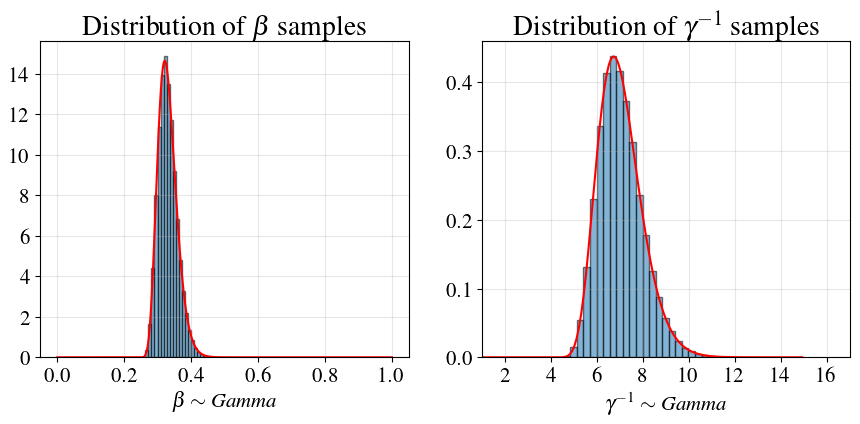 Distribution of β samples
14
12
10
8
6
4
2
0
0.0 0.2 0.4 0.6 0.8 1.0
β ~ Gamma
Distribution of γ⁻¹ samples
0.4
0.3
0.2
0.1
0.0
2 4 6 8 10 12 14 16
γ⁻¹ ~ Gamma